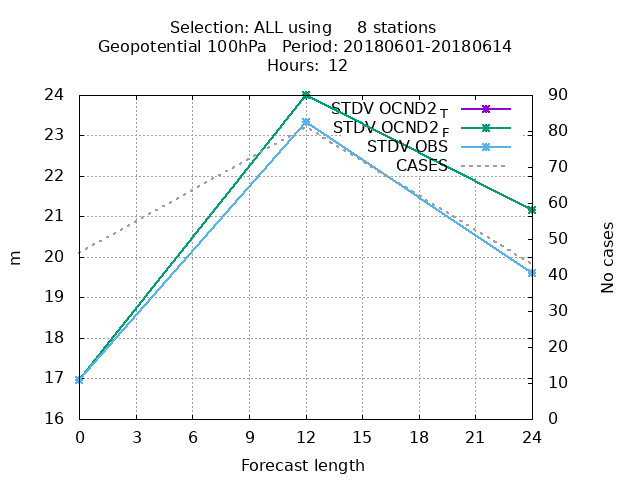 Selection: ALL using     8 stations
Geopotential 100hPa   Period: 20180601-20180614
Hours: 12
24
23
22
21
20
19
18
17
16
m
90
80
70
60
50
40
30
20
10
0
No cases
STDV OCND2 T
STDV OCND2 F
STDV OBS
CASES
0 3 6 9 12 15 18 21 24
Forecast length